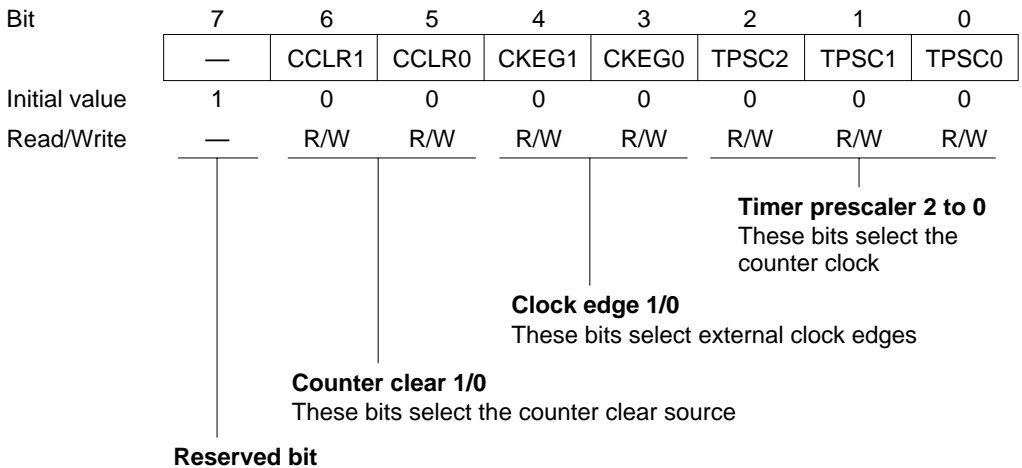 Bit 7 6 5 4 3 2 1 0
— CCLR1 CCLR0 CKEG1 CKEG0 TPSC2 TPSC1 TPSC0
Initial value 1 0 0 0 0 0 0 0
Read/Write — R/W R/W R/W R/W R/W R/W R/W
Timer prescaler 2 to 0
These bits select the
counter clock
Clock edge 1/0
These bits select external clock edges
Counter clear 1/0
These bits select the counter clear source
Reserved bit